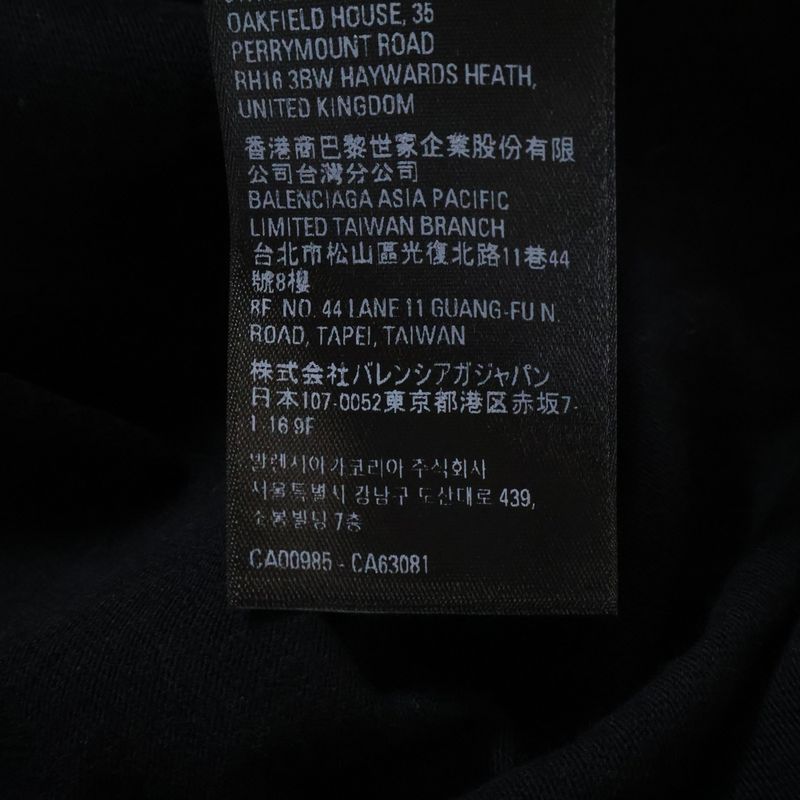 OAKFIELD HOUSE, 35
PERRYMOUNT ROAD
RH16 3BW HAYWARDS HEATH,
UNITED KINGDOM
香港商巴黎世家企業股份有限
公司台灣分公司
BALENCIAGA ASIA PACIFIC
LIMITED TAIWAN BRANCH
台北市松山區光復北路11巷44
號8樓
8F. NO. 44 LANE 11 GUANG-FU N.
ROAD, TAPEI, TAIWAN
株式会社バレンシアガジャパン
日本107-0052東京都港区赤坂7-
1 16 9F
발렌시아가코리아 주식회사
서울특별시 강남구 도산대로 439,
소봉빌딩 7층
CA00985 - CA63081